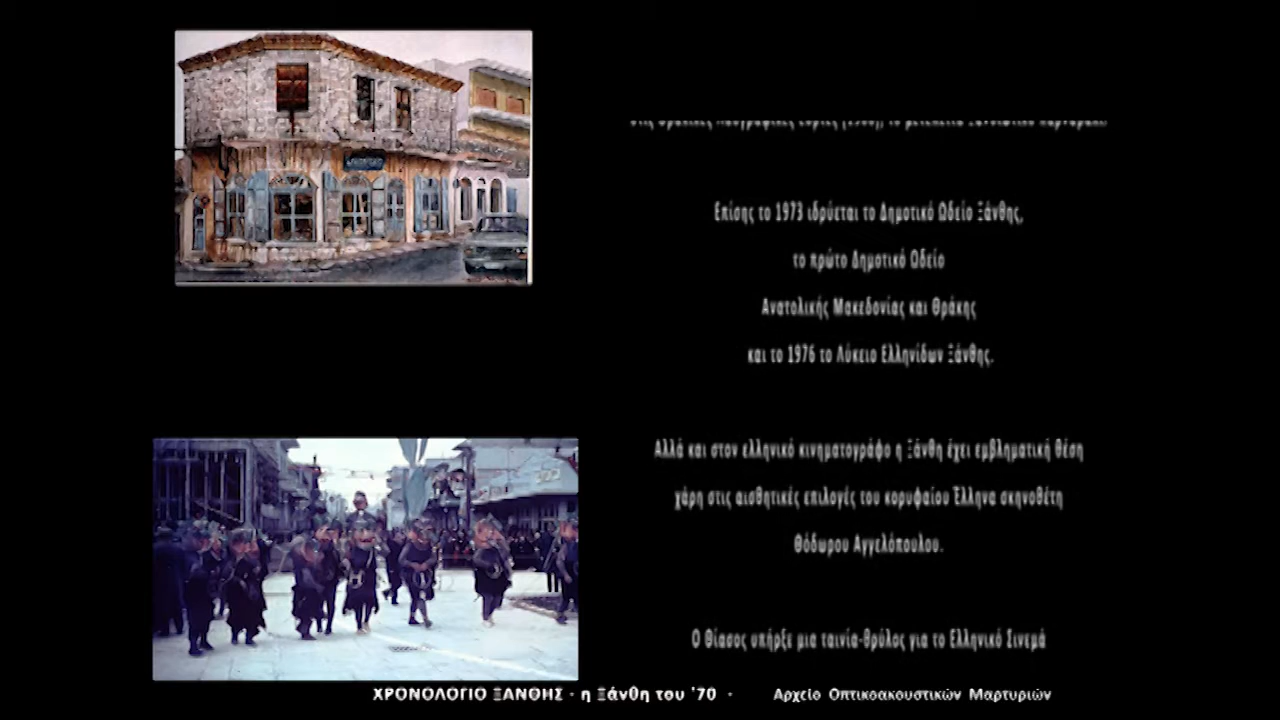 Επίσης το 1973 ιδρύεται το Δημοτικό Ωδείο Ξάνθης,
το πρώτο Δημοτικό Ωδείο
Ανατολικής Μακεδονίας και Θράκης
και το 1976 το Λύκειο Ελληνίδων Ξάνθης.
Αλλά και στον ελληνικό κινηματογράφο η Ξάνθη έχει εμβληματική θέση
χάρη στις αισθητικές επιλογές του κορυφαίου Έλληνα σκηνοθέτη
Θόδωρου Αγγελόπουλου.
Ο Θίασος υπήρξε μια ταινία-θρύλος για το Ελληνικό Σινεμά
ΧΡΟΝΟΛΟΓΙΟ ΞΑΝΘΗΣ - η Ξάνθη του '70 - Αρχείο Οπτικοακουστικών Μαρτυριών